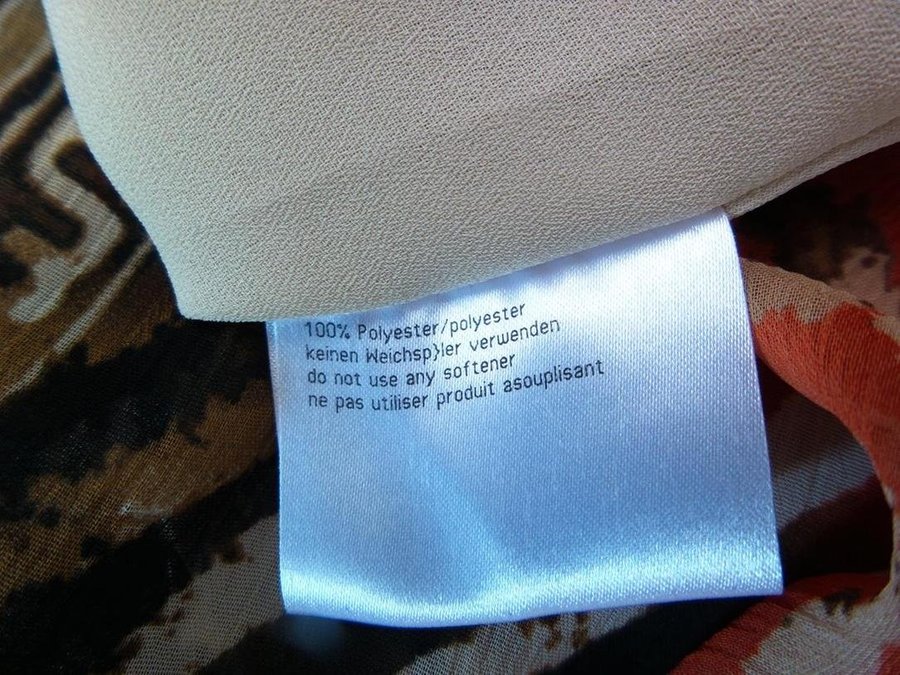 100% Polyester/polyester
keinen Weichsp}ler verwenden
do not use any softener
ne pas utiliser produit asouplisant